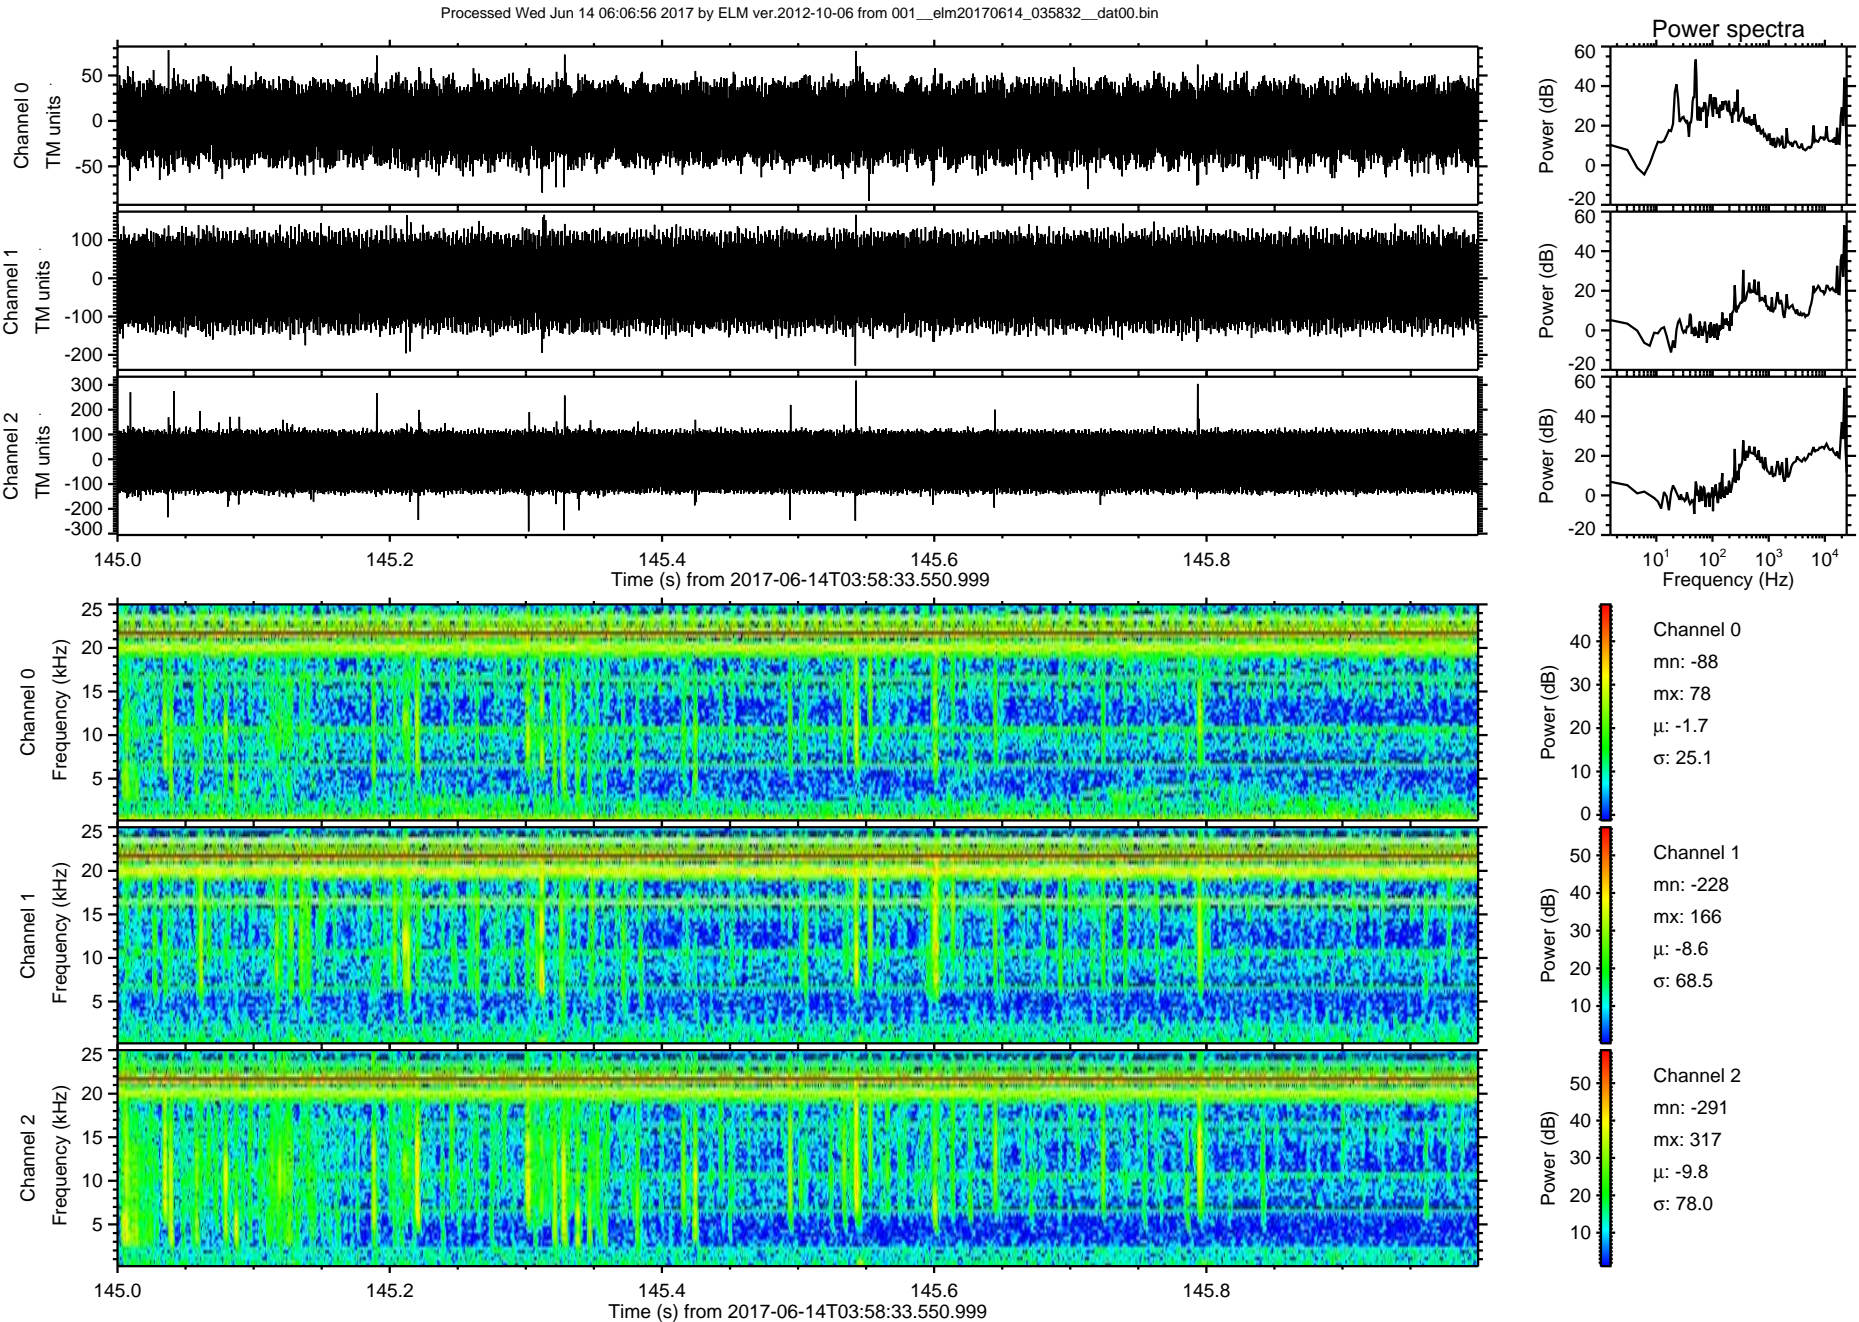 Processed Wed Jun 14 06:06:56 2017 by ELM ver.2012-10-06 from 001__elm20170614_035832__dat00.bin
Power spectra
Channel 0
TM units
50
0
-50
Power (dB)
60
40
20
0
-20
Channel 1
TM units
100
0
-100
-200
Power (dB)
60
40
20
0
-20
Channel 2
TM units
300
200
100
0
-100
-200
-300
Power (dB)
60
40
20
0
-20
145.0 145.2 145.4 145.6 145.8
Time (s) from 2017-06-14T03:58:33.550.999
10^1 10^2 10^3 10^4
Frequency (Hz)
Channel 0
Frequency (kHz)
25
20
15
10
5
Power (dB)
40
30
20
10
0
Channel 0
mn: -88
mx: 78
μ: -1.7
σ: 25.1
Channel 1
Frequency (kHz)
25
20
15
10
5
Power (dB)
50
40
30
20
10
Channel 1
mn: -228
mx: 166
μ: -8.6
σ: 68.5
Channel 2
Frequency (kHz)
25
20
15
10
5
Power (dB)
50
40
30
20
10
Channel 2
mn: -291
mx: 317
μ: -9.8
σ: 78.0
145.0 145.2 145.4 145.6 145.8
Time (s) from 2017-06-14T03:58:33.550.999